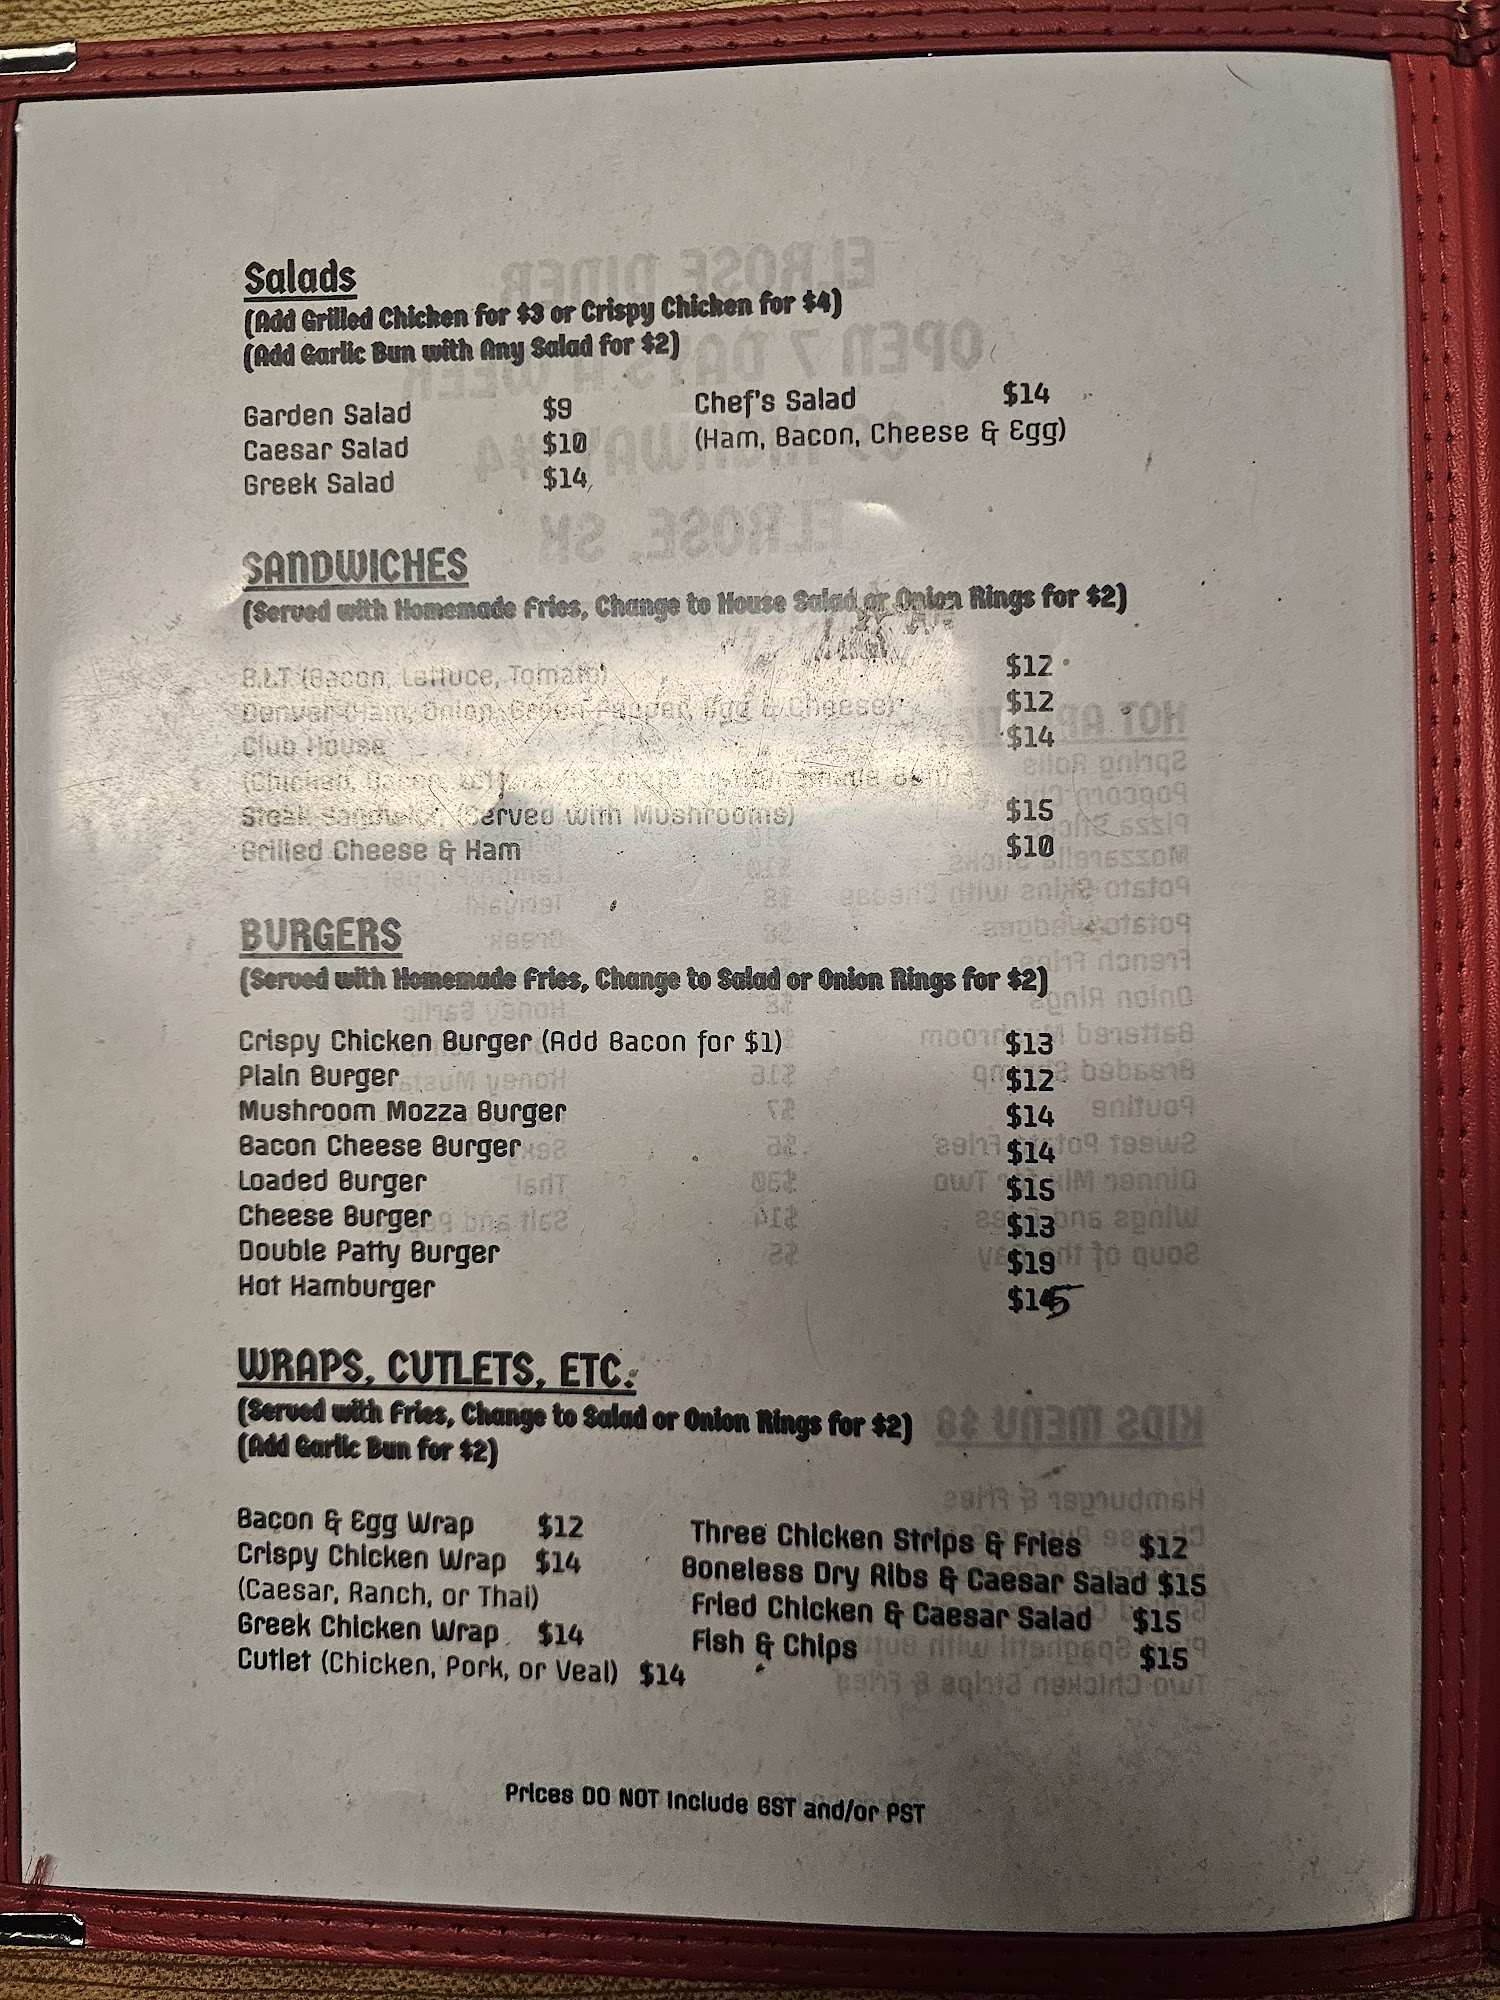 Salads
(Add Grilled Chicken for $3 or Crispy Chicken for $4)
(Add Garlic Bun with Any Salad for $2)
Garden Salad $9
Caesar Salad $10
Greek Salad $14
Chef's Salad $14
(Ham, Bacon, Cheese & Egg)
SANDWICHES
(Served with Homemade Fries, Change to House Salad or Onion Rings for $2)
B.L.T (Bacon, Lettuce, Tomato) $12
Denver (Ham, Onion, Green Pepper, Egg & Cheese) $12
Club House $14
(Chicken, Bacon,
Steak Sandwich (Served with Mushrooms) $15
Grilled Cheese & Ham $10
BURGERS
(Served with Homemade Fries, Change to Salad or Onion Rings for $2)
Crispy Chicken Burger (Add Bacon for $1) $13
Plain Burger $12
Mushroom Mozza Burger $14
Bacon Cheese Burger $14
Loaded Burger $15
Cheese Burger $13
Double Patty Burger $19
Hot Hamburger $15
WRAPS, CUTLETS, ETC.
(Served with Fries, Change to Salad or Onion Rings for $2)
(Add Garlic Bun for $2)
Bacon & Egg Wrap $12
Crispy Chicken Wrap $14
(Caesar, Ranch, or Thai)
Greek Chicken Wrap $14
Cutlet (Chicken, Pork, or Veal) $14
Three Chicken Strips & Fries $12
Boneless Dry Ribs & Caesar Salad $15
Fried Chicken & Caesar Salad $15
Fish & Chips $15
Prices DO NOT Include GST and/or PST